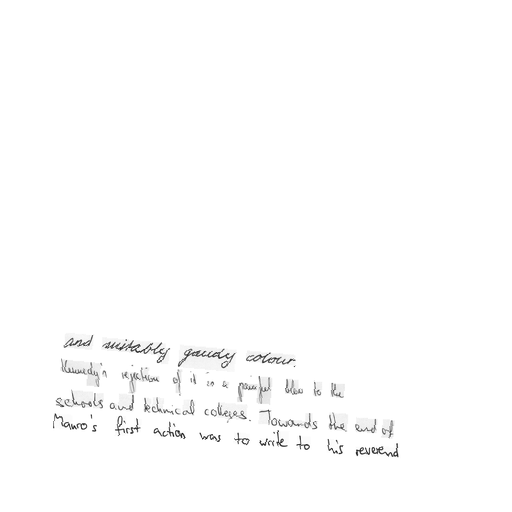 and suitably gaudy colour.
Kennedy's rejection of it is a painful blow to the
schools and technical colleges. Towards the end of
Mauro's first action was to write to his reverend